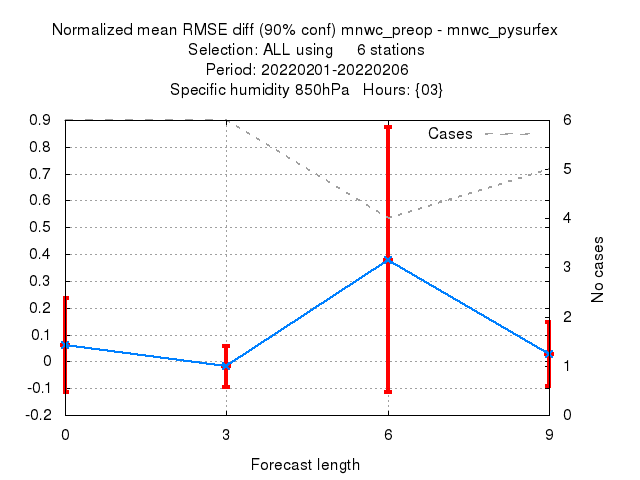 Normalized mean RMSE diff (90% conf) mnwc_preop - mnwc_pysurfex
Selection: ALL using     6 stations
Period: 20220201-20220206
Specific humidity 850hPa   Hours: {03}
Cases
0.9
0.8
0.7
0.6
0.5
0.4
0.3
0.2
0.1
0
-0.1
-0.2
6
5
4
3
2
1
0
No cases
0 3 6 9
Forecast length